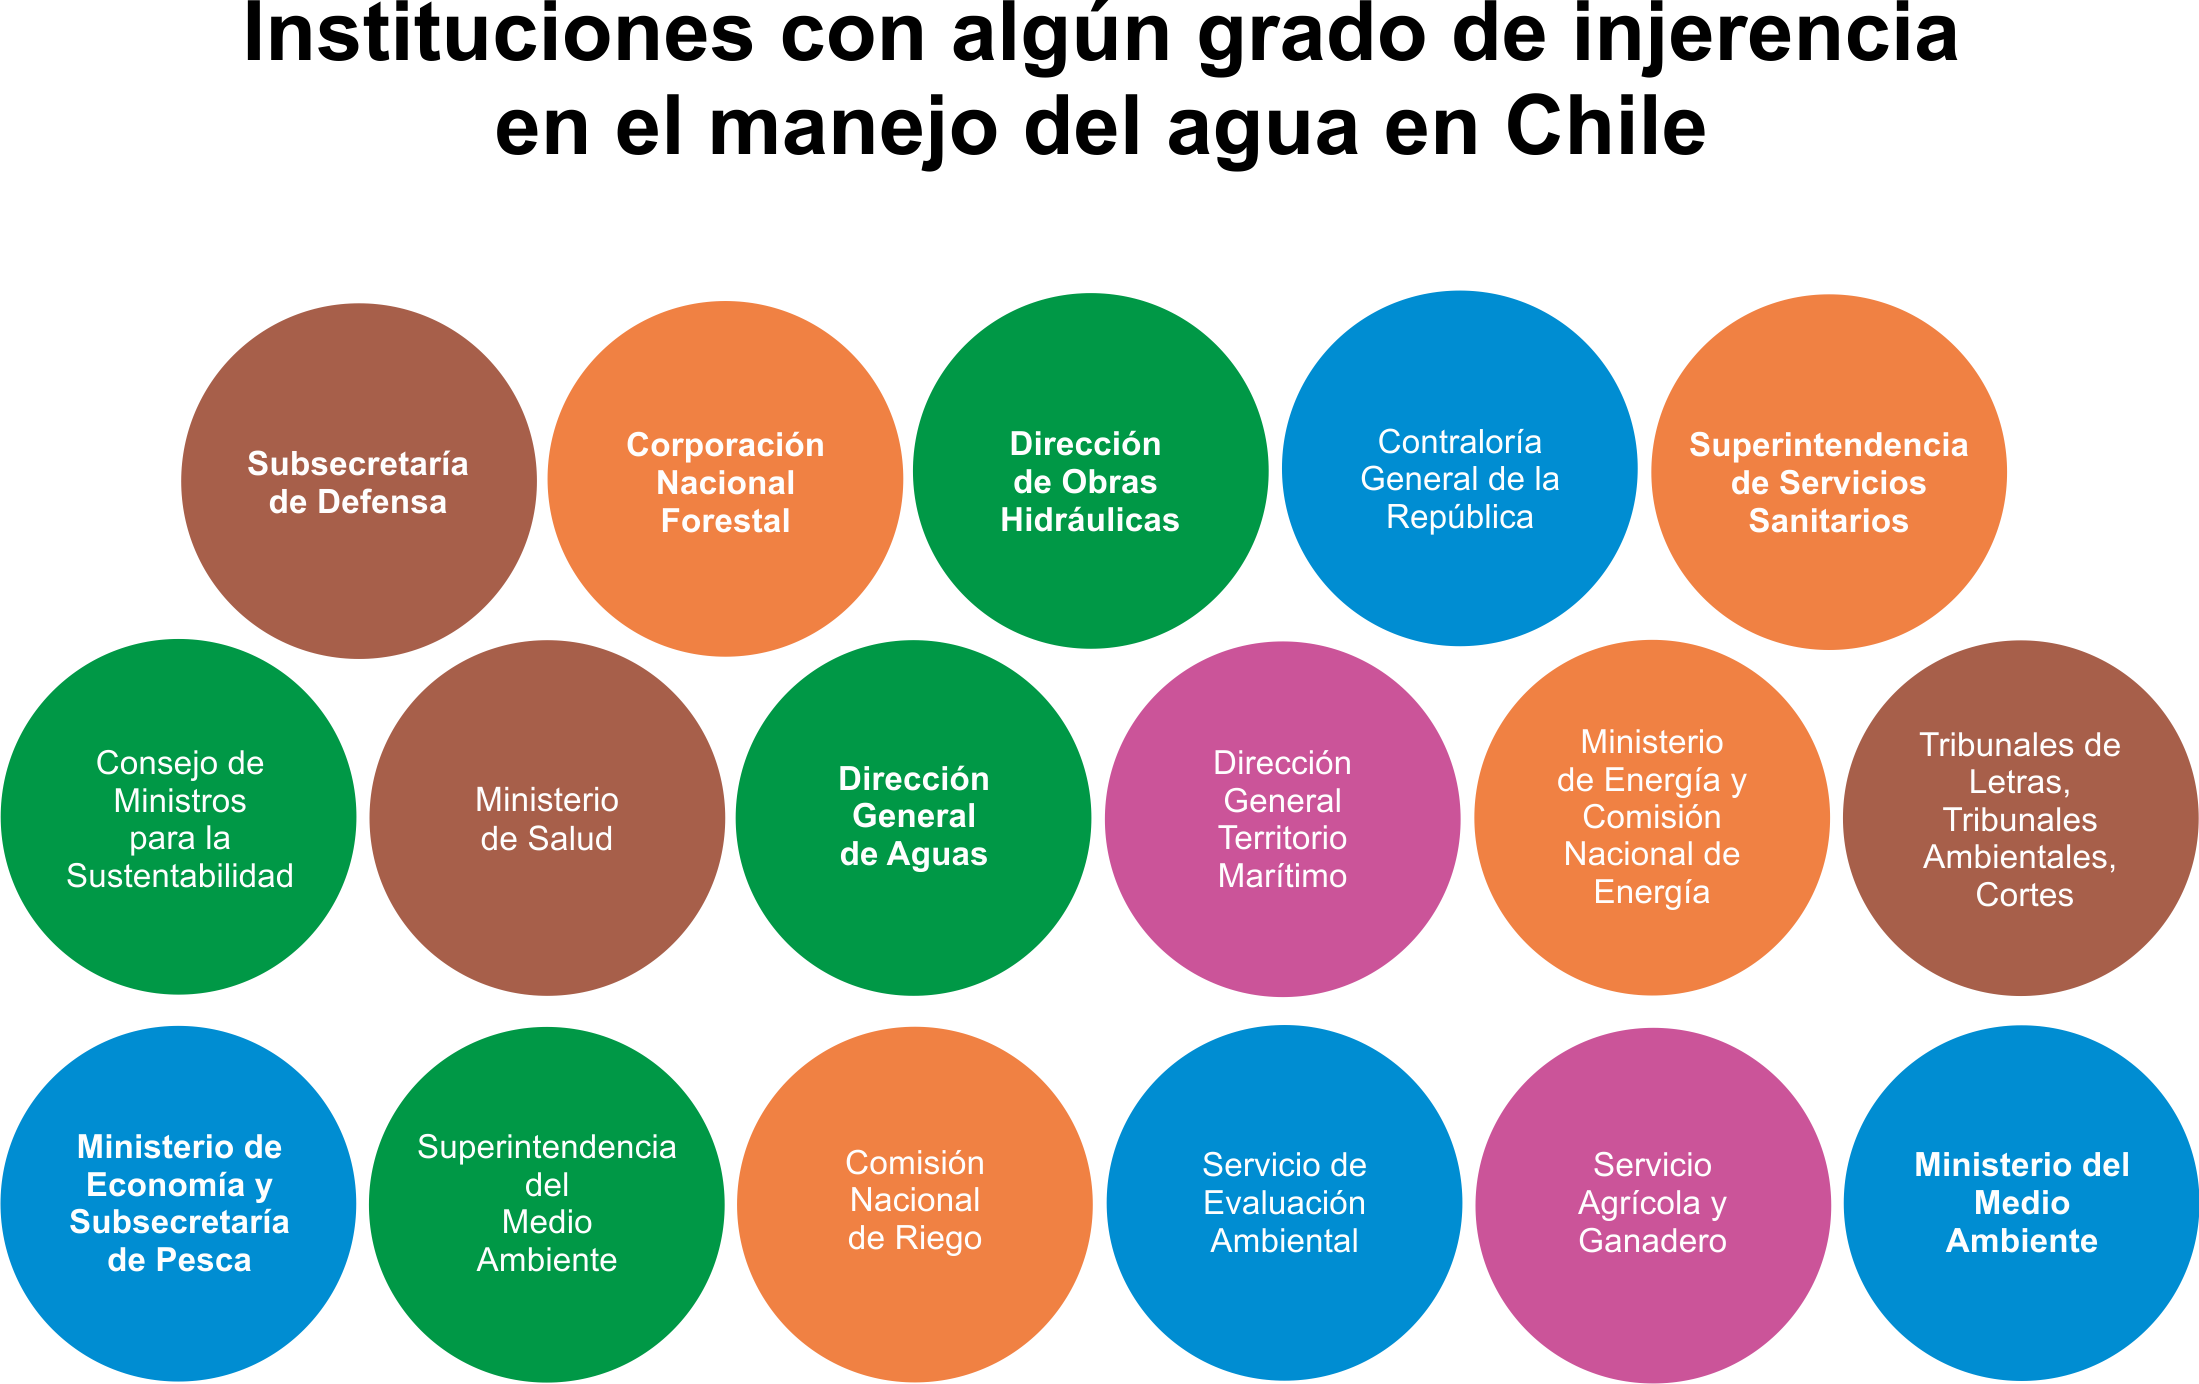 Instituciones con algún grado de injerencia
en el manejo del agua en Chile
Subsecretaría
de Defensa
Corporación
Nacional
Forestal
Dirección
de Obras
Hidráulicas
Contraloría
General de la
República
Superintendencia
de Servicios
Sanitarios
Consejo de
Ministros
para la
Sustentabilidad
Ministerio
de Salud
Dirección
General
de Aguas
Dirección
General
Territorio
Marítimo
Ministerio
de Energía y
Comisión
Nacional de
Energía
Tribunales de
Letras,
Tribunales
Ambientales,
Cortes
Ministerio de
Economía y
Subsecretaría
de Pesca
Superintendencia
del
Medio
Ambiente
Comisión
Nacional
de Riego
Servicio de
Evaluación
Ambiental
Servicio
Agrícola y
Ganadero
Ministerio del
Medio
Ambiente